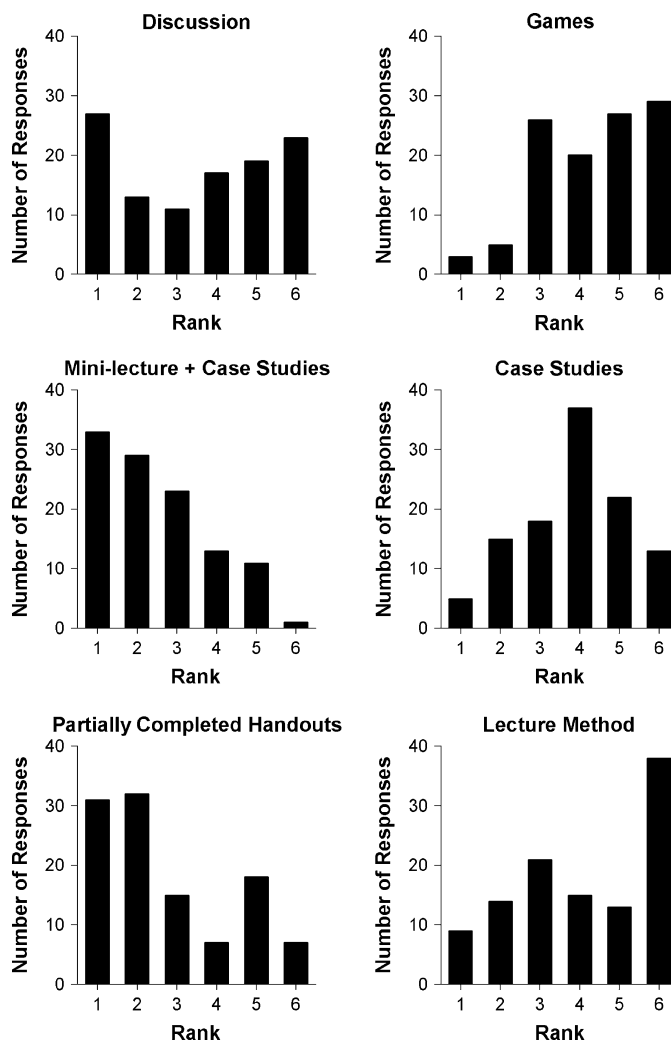 Discussion
Number of Responses
40
30
20
10
0
1 2 3 4 5 6
Rank
Games
Number of Responses
40
30
20
10
0
1 2 3 4 5 6
Rank
Mini-lecture + Case Studies
Number of Responses
40
30
20
10
0
1 2 3 4 5 6
Rank
Case Studies
Number of Responses
40
30
20
10
0
1 2 3 4 5 6
Rank
Partially Completed Handouts
Number of Responses
40
30
20
10
0
1 2 3 4 5 6
Rank
Lecture Method
Number of Responses
40
30
20
10
0
1 2 3 4 5 6
Rank